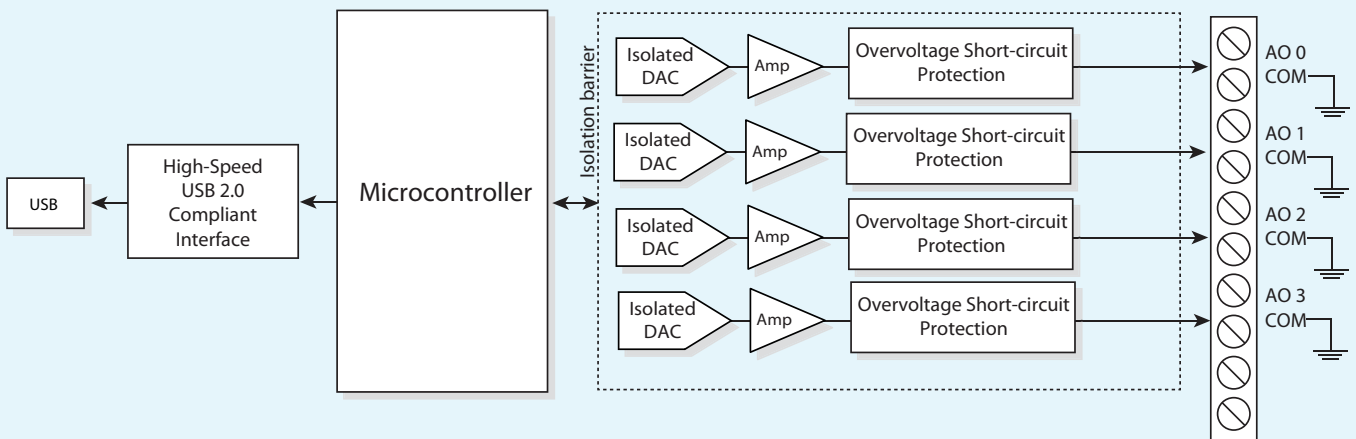 USB
High-Speed
USB 2.0
Compliant
Interface
Microcontroller
Isolation barrier
Isolated
DAC
Amp
Overvoltage Short-circuit
Protection
AO 0
COM
Isolated
DAC
Amp
Overvoltage Short-circuit
Protection
AO 1
COM
Isolated
DAC
Amp
Overvoltage Short-circuit
Protection
AO 2
COM
Isolated
DAC
Amp
Overvoltage Short-circuit
Protection
AO 3
COM